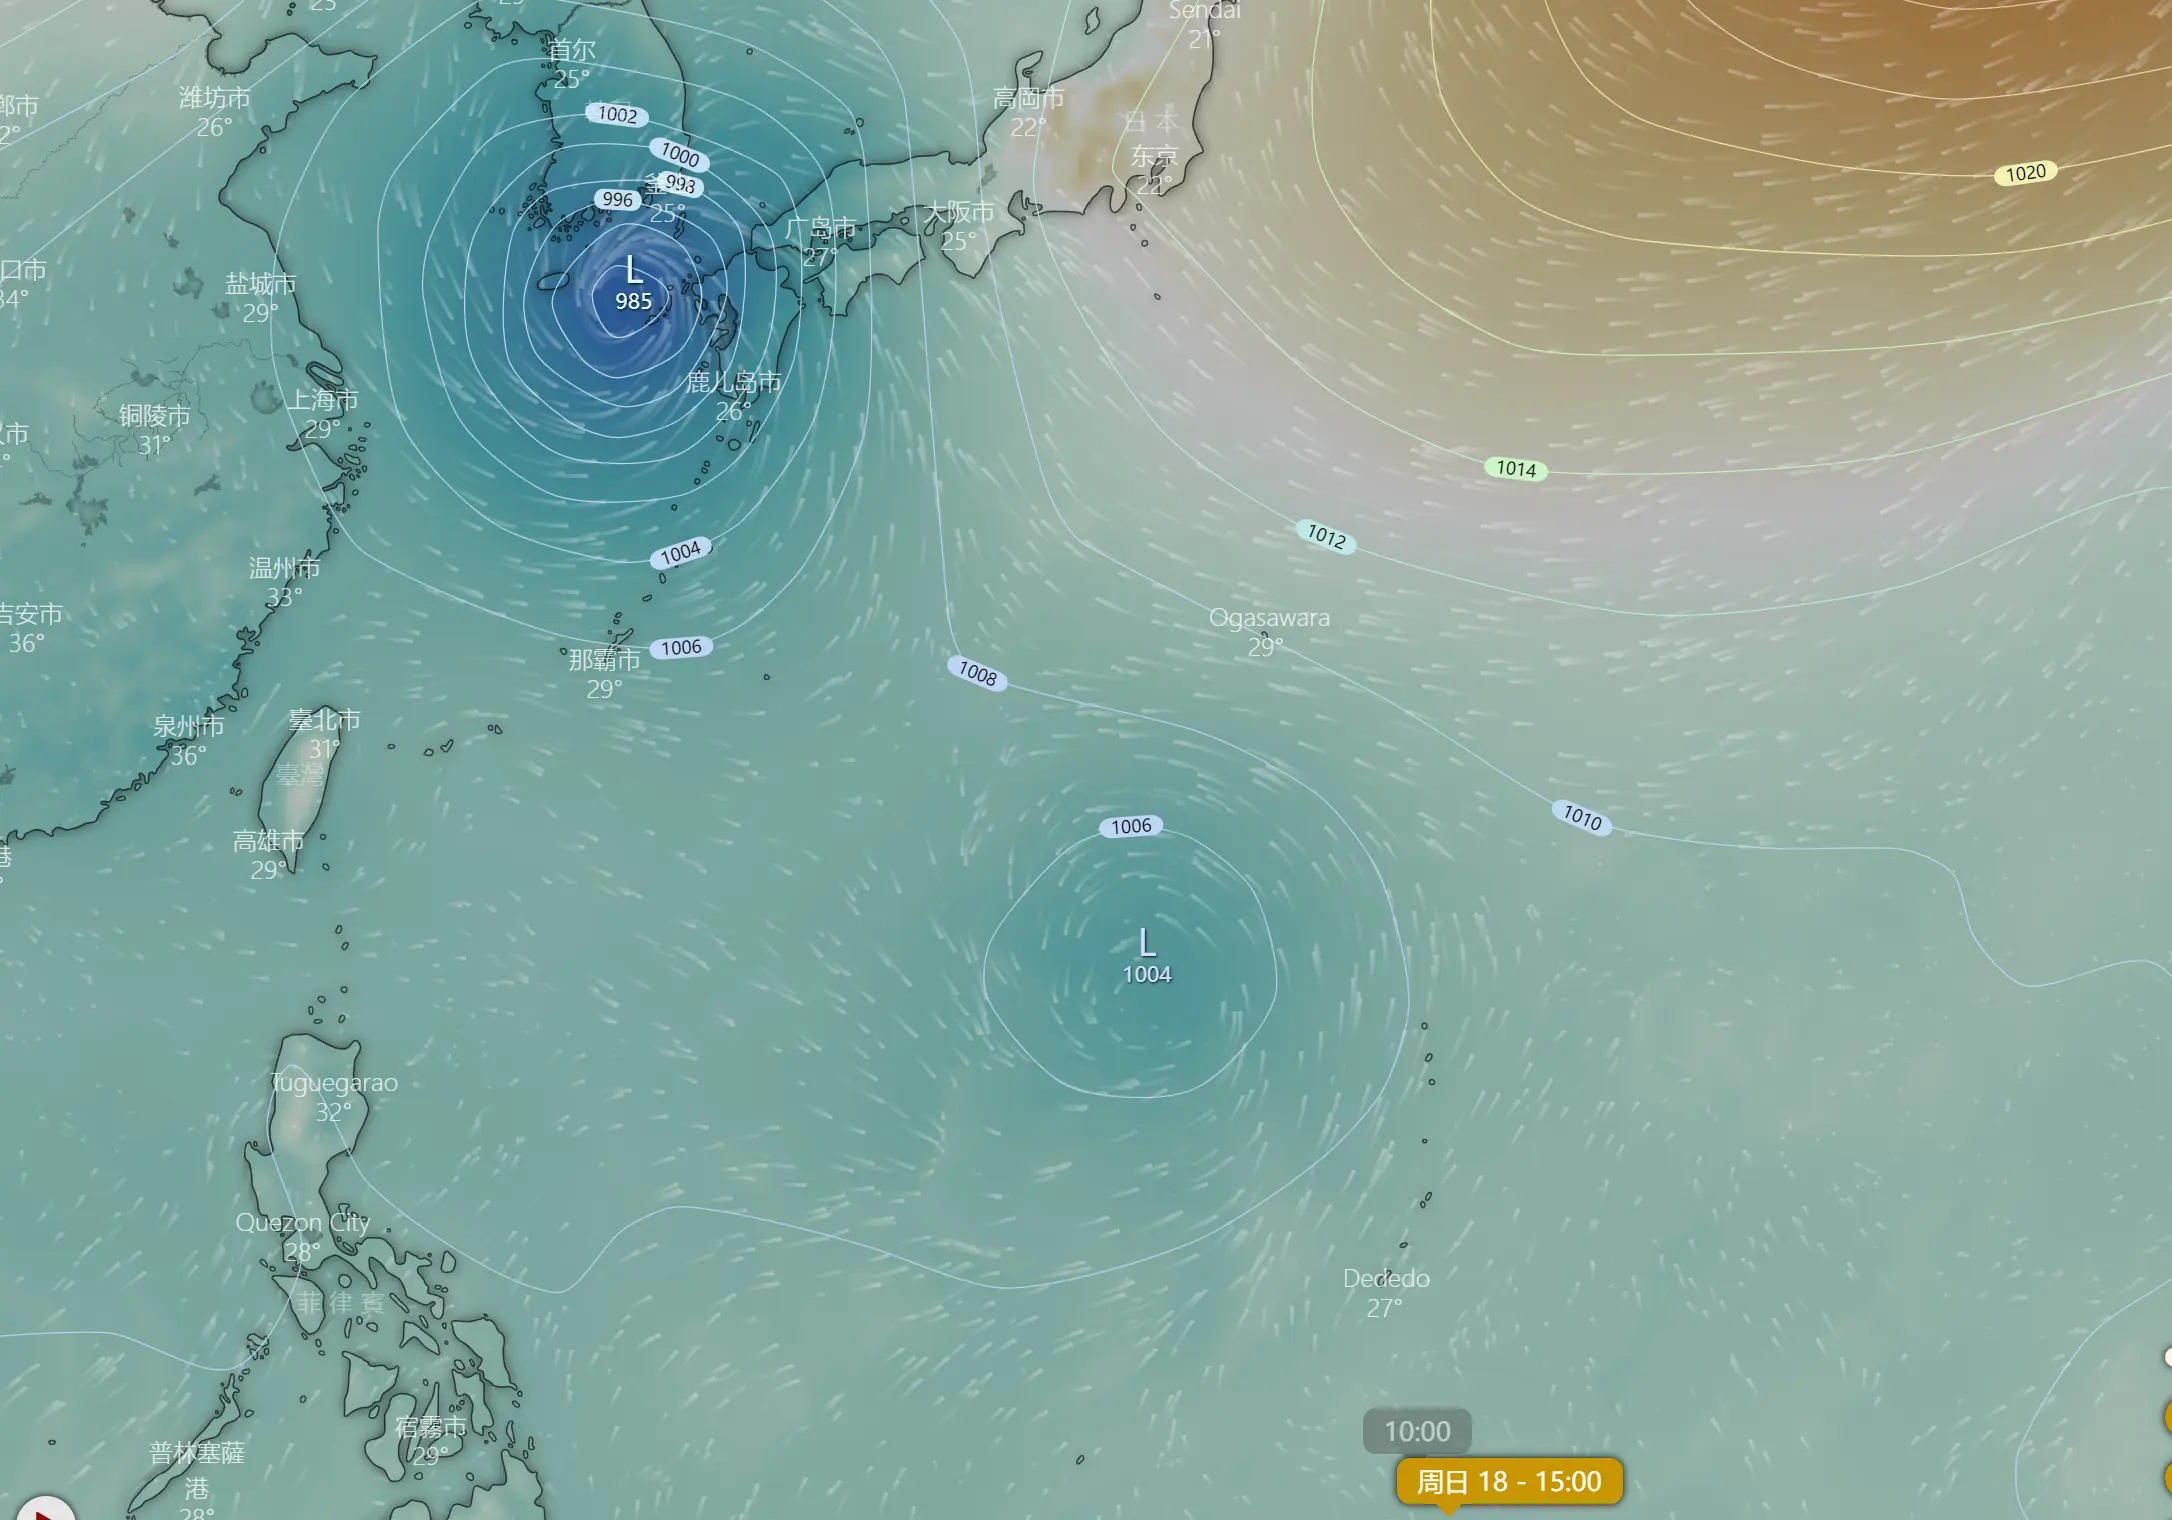 Sendai
21°
首尔
25°
高岡市
22°
潍坊市
26°
日 本
东京
22°
1002
1000
998
996
25°
1020
大阪市
25°
广岛市
27°
L
985
盐城市
29°
口市
34°
鹿儿岛市
26°
上海市
29°
铜陵市
31°
1014
1012
1004
温州市
33°
吉安市
36°
Ogasawara
29°
1006
那霸市
29°
1008
泉州市
36°
臺北市
31°
臺灣
高雄市
29°
1010
1006
L
1004
Tuguegarao
32°
Quezon City
28°
菲 律 賓
Dededo
27°
宿霧市
29°
普林塞薩
港
28°
10:00
周日 18 - 15:00